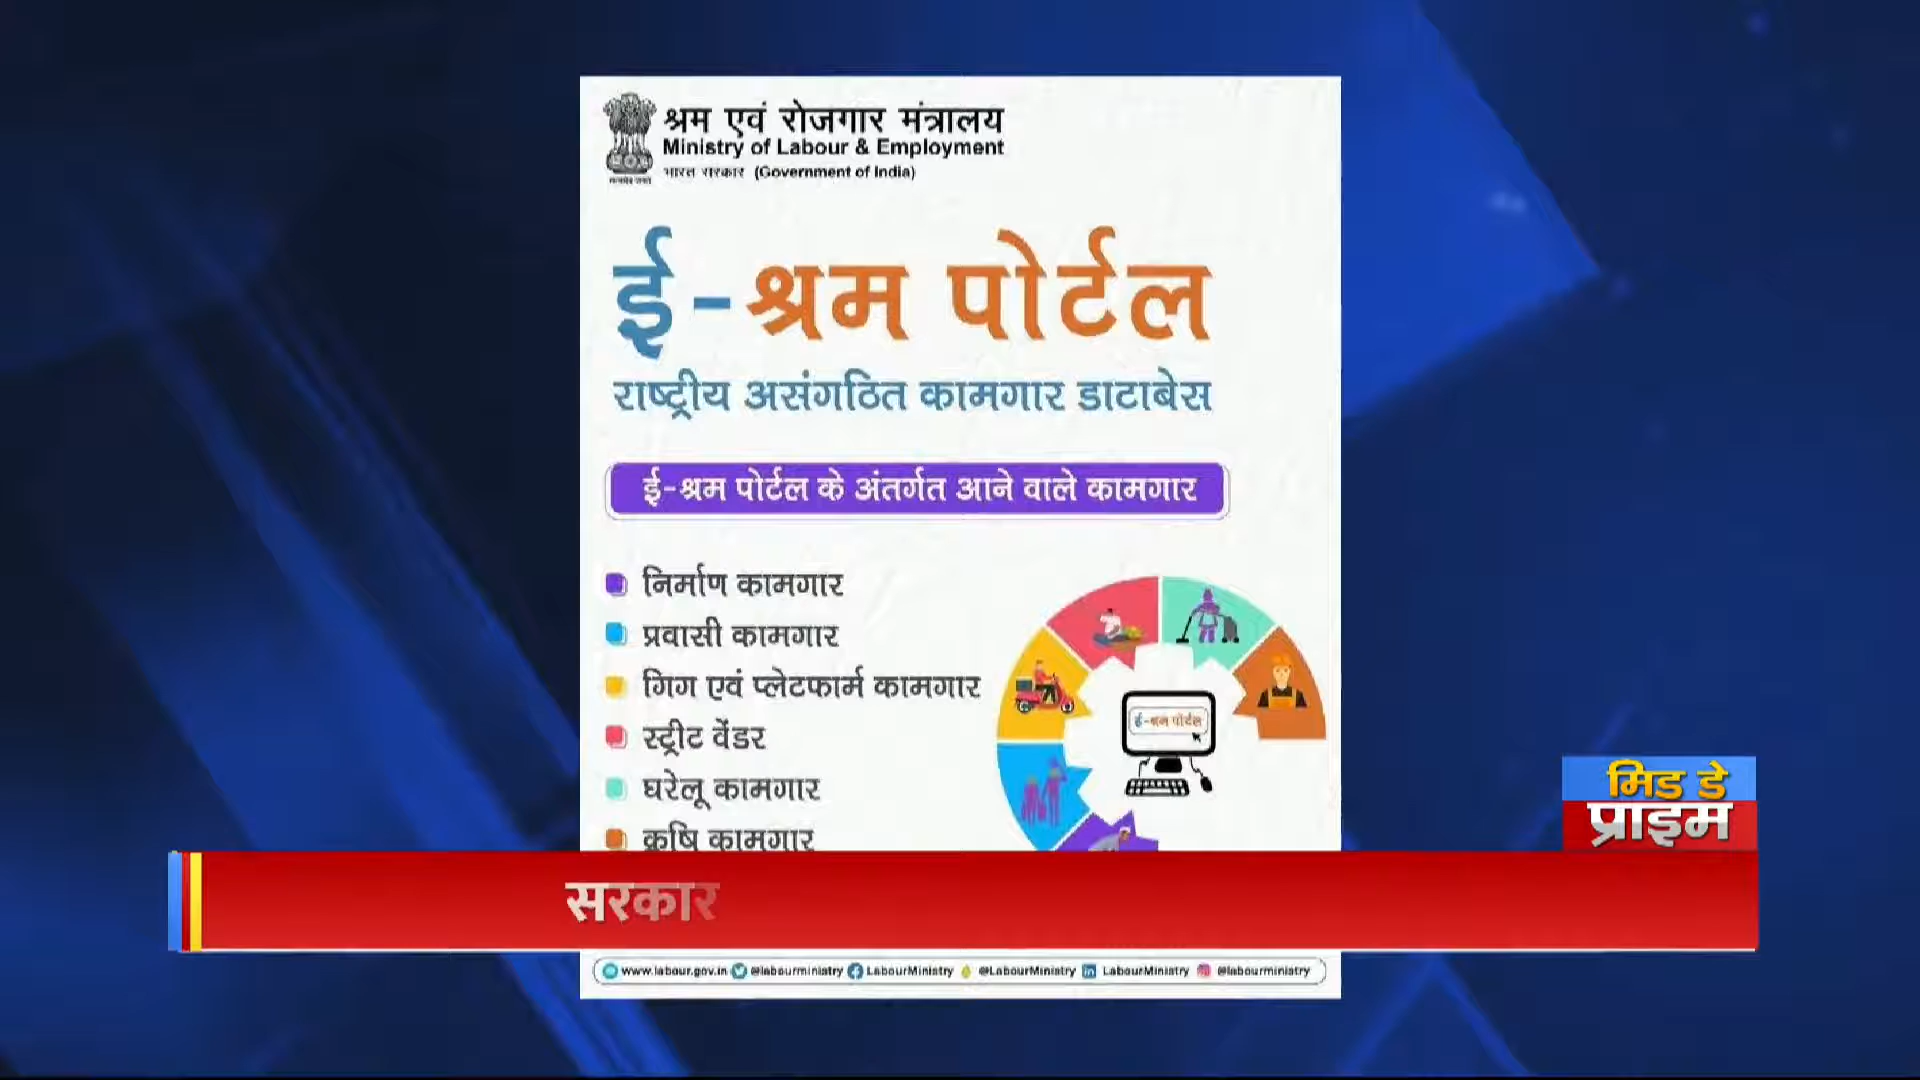 श्रम एवं रोजगार मंत्रालय
Ministry of Labour & Employment
भारत सरकार (Government of India)
ई-श्रम पोर्टल
राष्ट्रीय असंगठित कामगार डाटाबेस
ई-श्रम पोर्टल के अंतर्गत आने वाले कामगार
निर्माण कामगार
प्रवासी कामगार
गिग एवं प्लेटफार्म कामगार
स्ट्रीट वेंडर
घरेलू कामगार
कृषि कामगार
ई-श्रम पोर्टल
मिड डे
प्राइम
सरकार
www.labour.gov.in @labourministry LabourMinistry @LabourMinistry LabourMinistry @labourministry